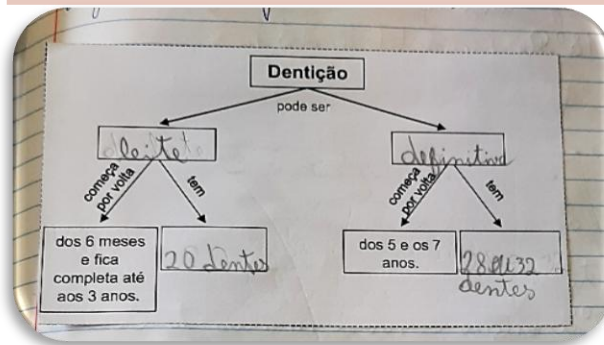 Dentição
pode ser
leite
definitiva
começa
por volta
tem
começa
por volta
tem
dos 6 meses
e fica
completa até
aos 3 anos.
20 dentes
dos 5 e os 7
anos.
28 ou 32
dentes